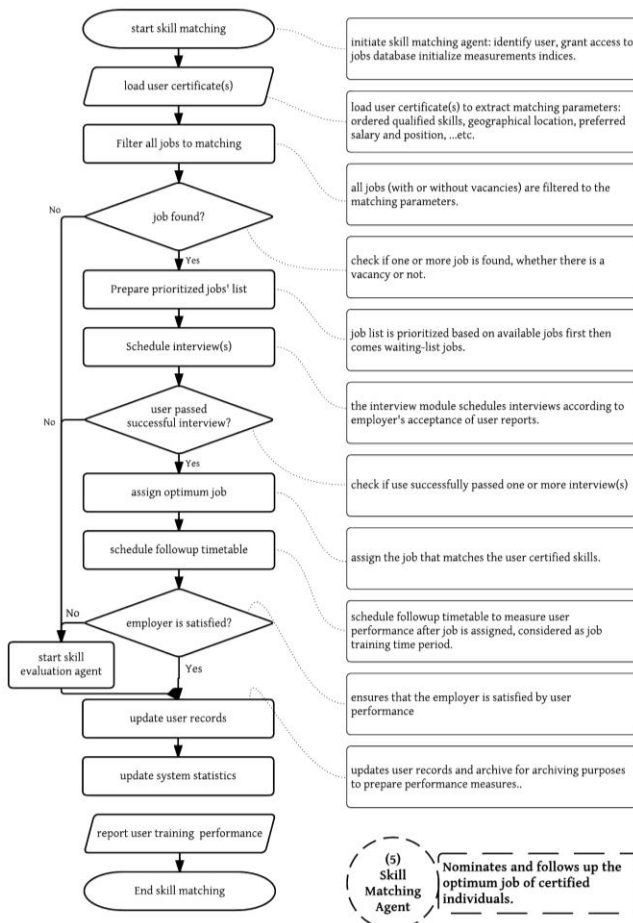 start skill matching
initiate skill matching agent: identify user, grant access to
jobs database initialize measurements indices.
load user certificate(s)
load user certificate(s) to extract matching parameters:
ordered qualified skills, geographical location, preferred
salary and position, ...etc.
Filter all jobs to matching
all jobs (with or without vacancies) are filtered to the
matching parameters.
No
job found?
Yes
check if one or more job is found, whether there is a
vacancy or not.
Prepare prioritized jobs' list
job list is prioritized based on available jobs first then
comes waiting-list jobs.
Schedule interview(s)
the interview module schedules interviews according to
employer's acceptance of user reports.
No
user passed
successful interview?
Yes
check if use successfully passed one or more interview(s)
assign optimum job
assign the job that matches the user certified skills.
schedule followup timetable
schedule followup timetable to measure user
performance after job is assigned, considered as job
training time period.
No
employer is satisfied?
Yes
start skill
evaluation agent
ensures that the employer is satisfied by user
performance
update user records
updates user records and archive for archiving purposes
to prepare performance measures..
update system statistics
report user training performance
End skill matching
(5)
Skill
Matching
Agent
Nominates and follows up the
optimum job of certified
individuals.